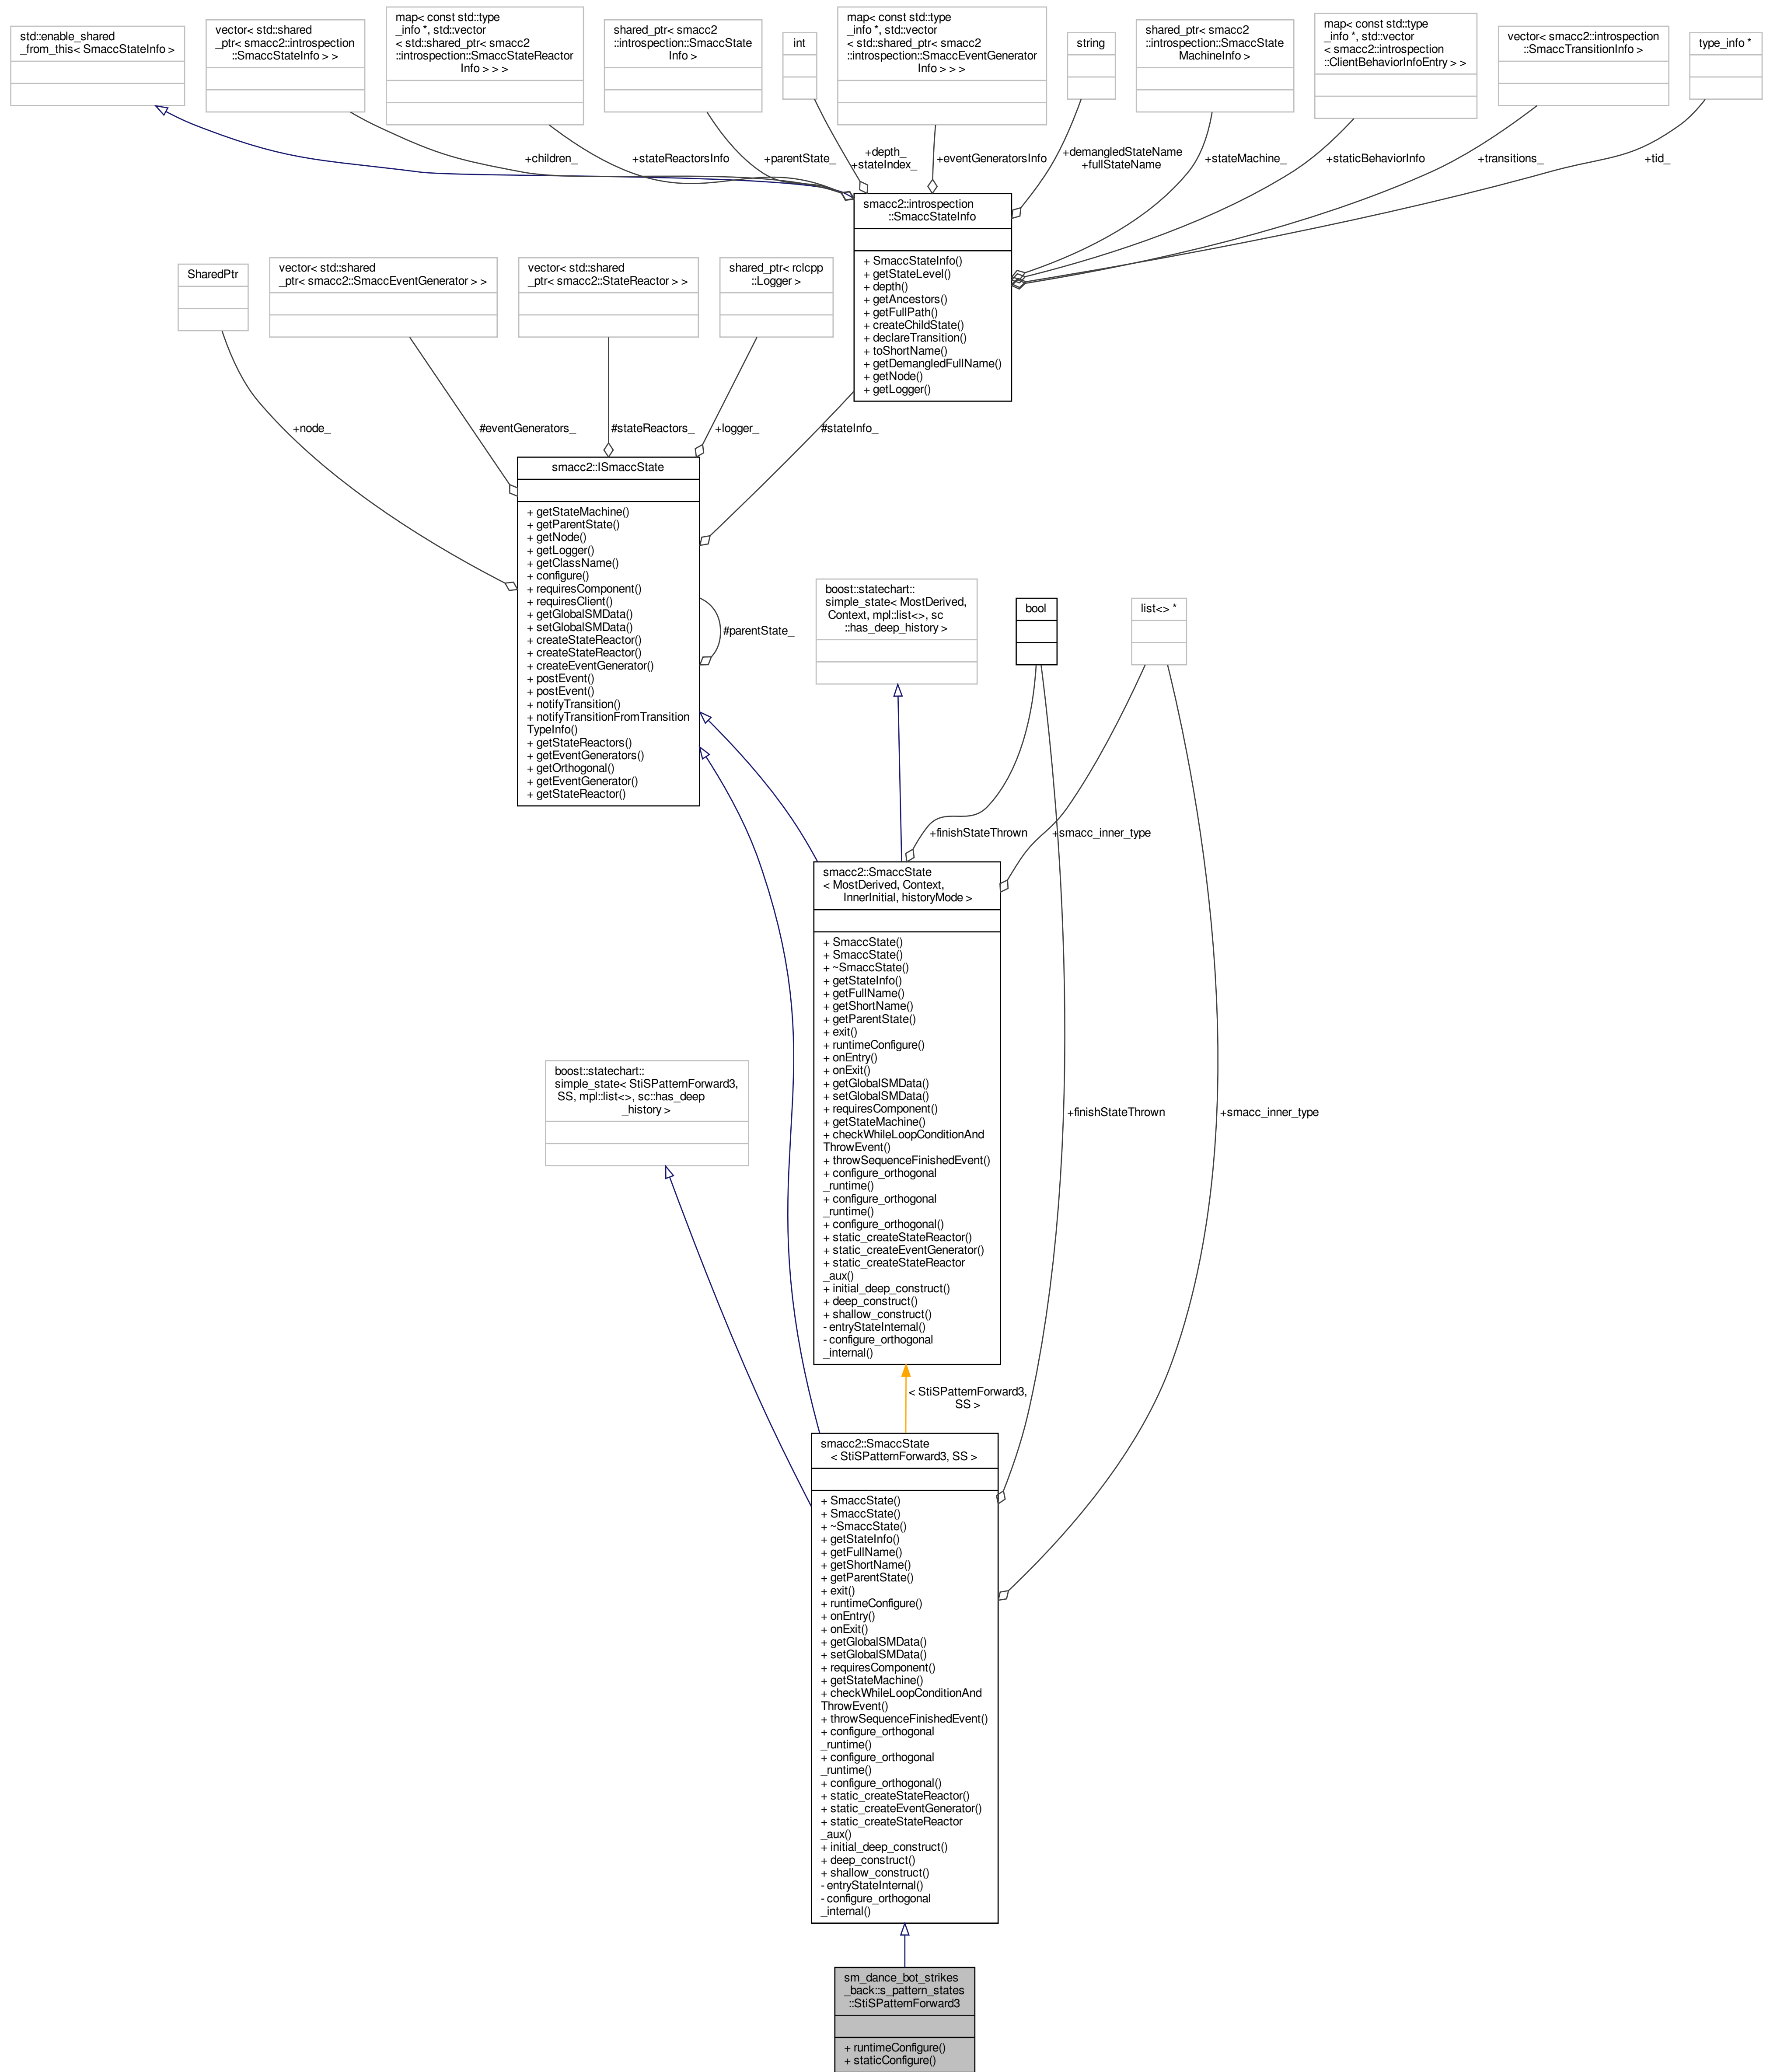 std::enable_shared
_from_this< SmaccStateInfo >
vector< std::shared
_ptr< smacc2::introspection
::SmaccStateInfo > >
map< const std::type
_info *, std::vector
< std::shared_ptr< smacc2
::introspection::SmaccStateReactor
Info > > >
shared_ptr< smacc2
::introspection::SmaccState
Info >
int
map< const std::type
_info *, std::vector
< std::shared_ptr< smacc2
::introspection::SmaccEventGenerator
Info > > >
string
shared_ptr< smacc2
::introspection::SmaccState
MachineInfo >
map< const std::type
_info *, std::vector
< smacc2::introspection
::ClientBehaviorInfoEntry > >
vector< smacc2::introspection
::SmaccTransitionInfo >
type_info *
+children_
+stateReactorsInfo
+parentState_
+depth_
+stateIndex_
+eventGeneratorsInfo
+demangledStateName
+fullStateName
+stateMachine_
+staticBehaviorInfo
+transitions_
+tid_
smacc2::introspection
::SmaccStateInfo
+ SmaccStateInfo()
+ getStateLevel()
+ depth()
+ getAncestors()
+ getFullPath()
+ createChildState()
+ declareTransition()
+ toShortName()
+ getDemangledFullName()
+ getNode()
+ getLogger()
SharedPtr
vector< std::shared
_ptr< smacc2::SmaccEventGenerator > >
vector< std::shared
_ptr< smacc2::StateReactor > >
shared_ptr< rclcpp
::Logger >
+node_
#eventGenerators_
#stateReactors_
+logger_
#stateInfo_
smacc2::ISmaccState
+ getStateMachine()
+ getParentState()
+ getNode()
+ getLogger()
+ getClassName()
+ configure()
+ requiresComponent()
+ requiresClient()
+ getGlobalSMData()
+ setGlobalSMData()
+ createStateReactor()
+ createStateReactor()
+ createEventGenerator()
+ postEvent()
+ postEvent()
+ notifyTransition()
+ notifyTransitionFromTransition
TypeInfo()
+ getStateReactors()
+ getEventGenerators()
+ getOrthogonal()
+ getEventGenerator()
+ getStateReactor()
#parentState_
boost::statechart::
simple_state< MostDerived,
Context, mpl::list<>, sc
::has_deep_history >
bool
list<> *
+finishStateThrown
+smacc_inner_type
smacc2::SmaccState
< MostDerived, Context,
InnerInitial, historyMode >
+ SmaccState()
+ SmaccState()
+ ~SmaccState()
+ getStateInfo()
+ getFullName()
+ getShortName()
+ getParentState()
+ exit()
+ runtimeConfigure()
+ onEntry()
+ onExit()
+ getGlobalSMData()
+ setGlobalSMData()
+ requiresComponent()
+ getStateMachine()
+ checkWhileLoopConditionAnd
ThrowEvent()
+ throwSequenceFinishedEvent()
+ configure_orthogonal
_runtime()
+ configure_orthogonal
_runtime()
+ configure_orthogonal()
+ static_createStateReactor()
+ static_createEventGenerator()
+ static_createStateReactor
_aux()
+ initial_deep_construct()
+ deep_construct()
+ shallow_construct()
- entryStateInternal()
- configure_orthogonal
_internal()
boost::statechart::
simple_state< StiSPatternForward3,
SS, mpl::list<>, sc::has_deep
_history >
+finishStateThrown
+smacc_inner_type
< StiSPatternForward3,
SS >
smacc2::SmaccState
< StiSPatternForward3, SS >
+ SmaccState()
+ SmaccState()
+ ~SmaccState()
+ getStateInfo()
+ getFullName()
+ getShortName()
+ getParentState()
+ exit()
+ runtimeConfigure()
+ onEntry()
+ onExit()
+ getGlobalSMData()
+ setGlobalSMData()
+ requiresComponent()
+ getStateMachine()
+ checkWhileLoopConditionAnd
ThrowEvent()
+ throwSequenceFinishedEvent()
+ configure_orthogonal
_runtime()
+ configure_orthogonal
_runtime()
+ configure_orthogonal()
+ static_createStateReactor()
+ static_createEventGenerator()
+ static_createStateReactor
_aux()
+ initial_deep_construct()
+ deep_construct()
+ shallow_construct()
- entryStateInternal()
- configure_orthogonal
_internal()
sm_dance_bot_strikes
_back::s_pattern_states
::StiSPatternForward3
+ runtimeConfigure()
+ staticConfigure()